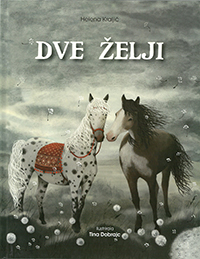 Helena Kraljič
DVE ŽELJI
ilustrirala
Tina Dobrajc